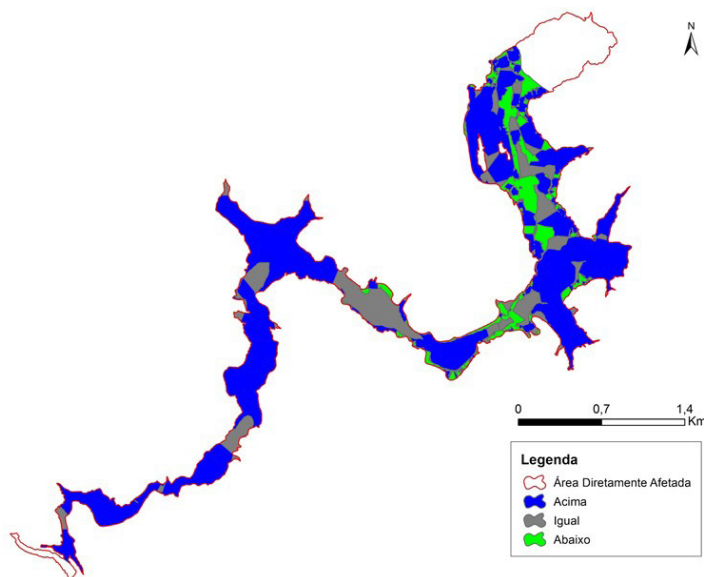 N
0 0,7 1,4
Km
Legenda
Área Diretamente Afetada
Acima
Igual
Abaixo